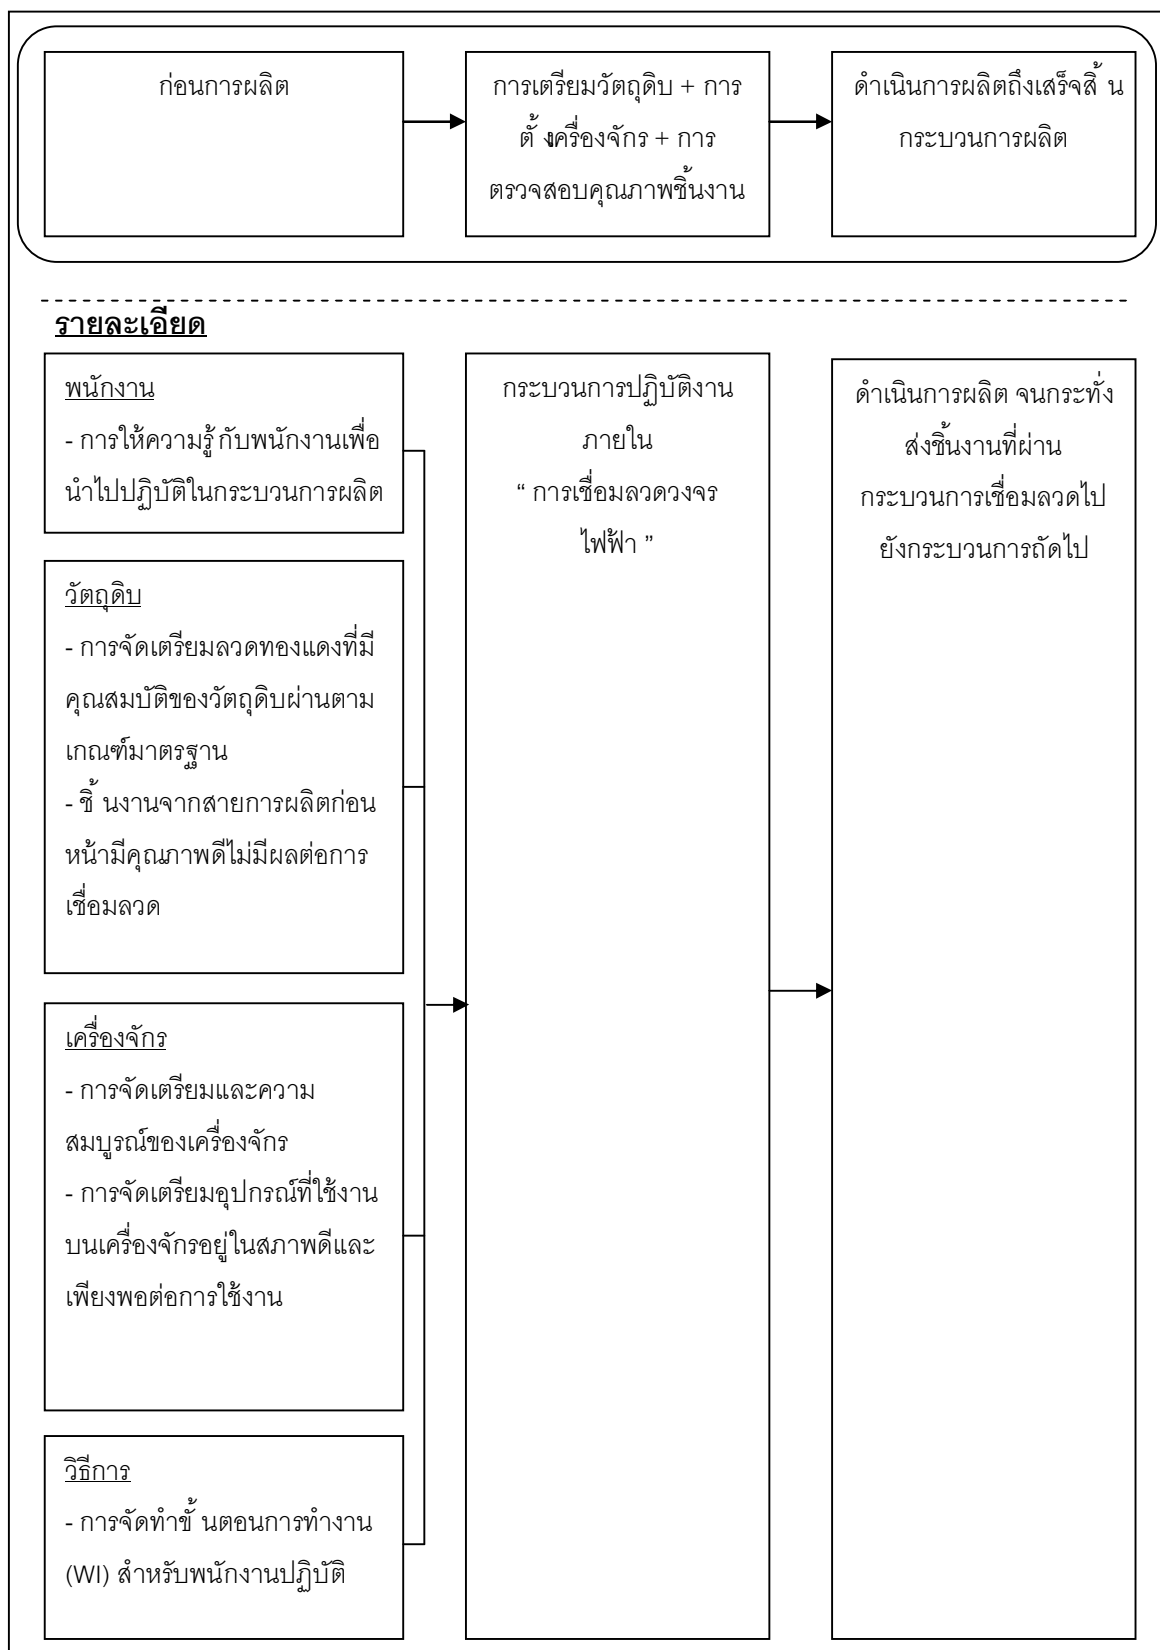 ก่อนการผลิต
การเตรียมวัตถุดิบ + การ
ตั้งเครื่องจักร + การ
ตรวจสอบคุณภาพชิ้นงาน
ดำเนินการผลิตถึงเสร็จสิ้น
กระบวนการผลิต
รายละเอียด
พนักงาน
- การให้ความรู้กับพนักงานเพื่อ
นำไปปฏิบัติในกระบวนการผลิต
วัตถุดิบ
- การจัดเตรียมลวดทองแดงที่มี
คุณสมบัติของวัตถุดิบผ่านตาม
เกณฑ์มาตรฐาน
- ชิ้นงานจากสายการผลิตก่อน
หน้ามีคุณภาพดีไม่มีผลต่อการ
เชื่อมลวด
เครื่องจักร
- การจัดเตรียมและความ
สมบูรณ์ของเครื่องจักร
- การจัดเตรียมอุปกรณ์ที่ใช้งาน
บนเครื่องจักรอยู่ในสภาพดีและ
เพียงพอต่อการใช้งาน
วิธีการ
- การจัดทำขั้นตอนการทำงาน
(WI) สำหรับพนักงานปฏิบัติ
กระบวนการปฏิบัติงาน
ภายใน
“ การเชื่อมลวดวงจร
ไฟฟ้า ”
ดำเนินการผลิต จนกระทั่ง
ส่งชิ้นงานที่ผ่าน
กระบวนการเชื่อมลวดไป
ยังกระบวนการถัดไป